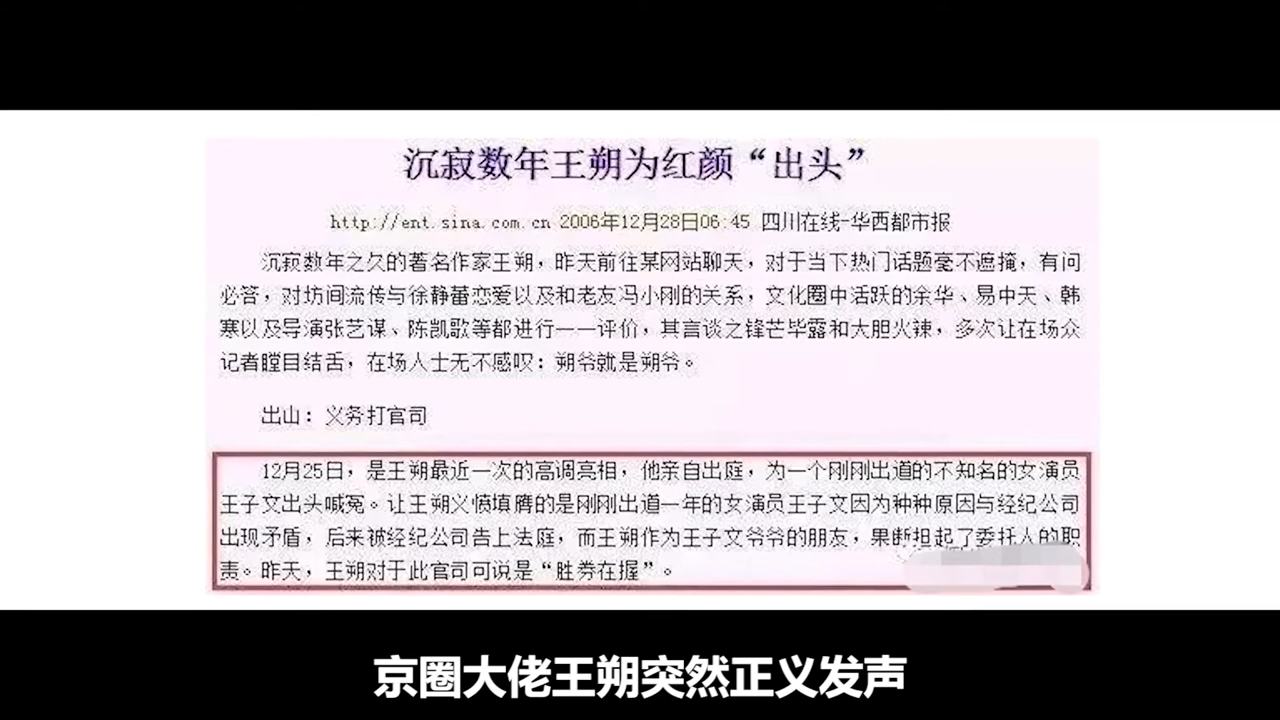 沉寂数年王朔为红颜“出头”
http://ent.sina.com.cn 2006年12月28日06:45 四川在线-华西都市报
沉寂数年之久的著名作家王朔，昨天前往某网站聊天，对于当下热门话题毫不遮掩，有问
必答，对坊间流传与徐静蕾恋爱以及和老友冯小刚的关系，文化圈中活跃的余华、易中天、韩
寒以及导演张艺谋、陈凯歌等都进行一一评价，其言谈之锋芒毕露和大胆火辣，多次让在场众
记者瞠目结舌，在场人士无不感叹：朔爷就是朔爷。
出山：义务打官司
12月25日，是王朔最近一次的高调亮相，他亲自出庭，为一个刚刚出道的不知名的女演员
王子文出头喊冤。让王朔义愤填膺的是刚刚出道一年的女演员王子文因为种种原因与经纪公司
出现矛盾，后来被经纪公司告上法庭，而王朔作为王子文爷爷的朋友，果断担起了委托人的职
责。昨天，王朔对于此官司可说是“胜券在握”。
京圈大佬王朔突然正义发声